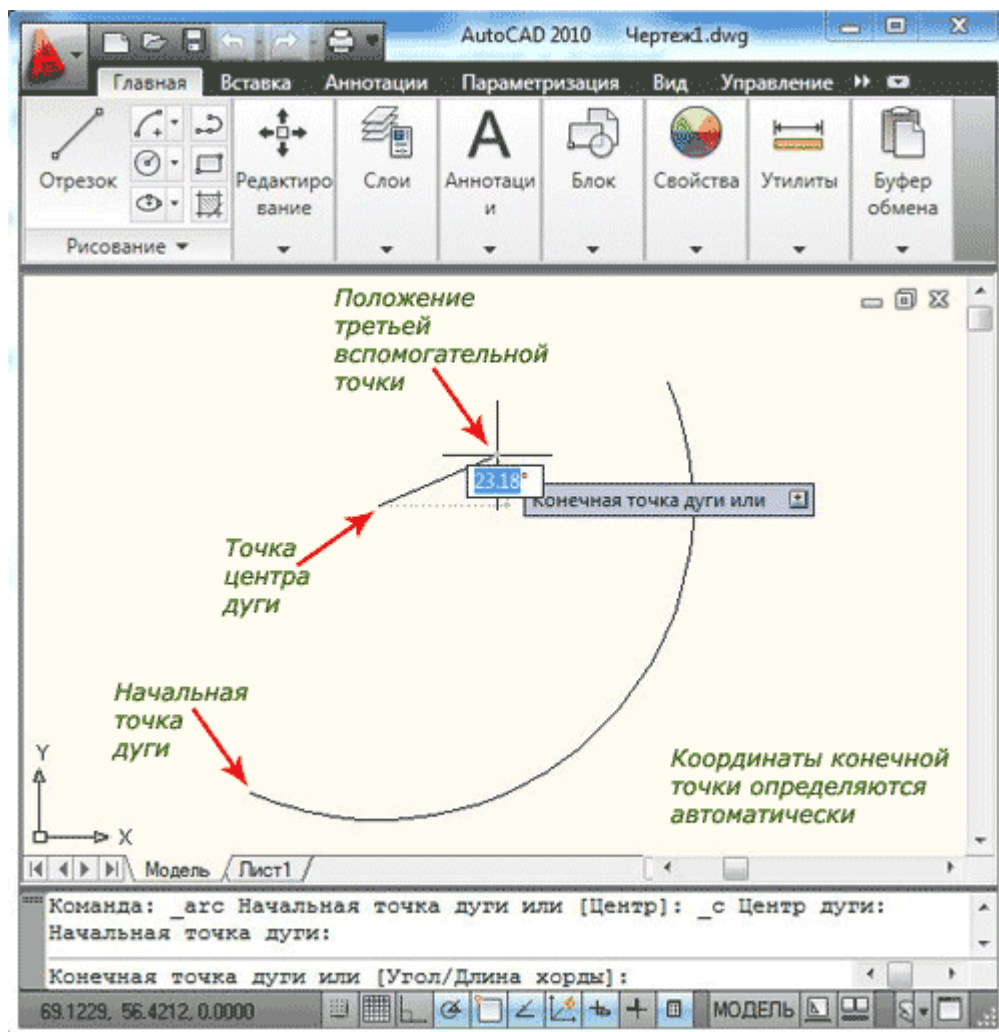 AutoCAD 2010 Чертеж1.dwg
Главная Вставка Аннотации Параметризация Вид Управление
Отрезок
Редактиро
вание
Слои
Аннотаци
и
Блок
Свойства
Утилиты
Буфер
обмена
Рисование
Положение
третьей
вспомогательной
точки
23.18°
Конечная точка дуги или
Точка
центра
дуги
Начальная
точка
дуги
Координаты конечной
точки определяются
автоматически
Y
X
Модель Лист1
Команда: _arc Начальная точка дуги или [Центр]: _c Центр дуги:
Начальная точка дуги:
Конечная точка дуги или [Угол/Длина хорды]:
69.1229, 56.4212, 0.0000 МОДЕЛЬ